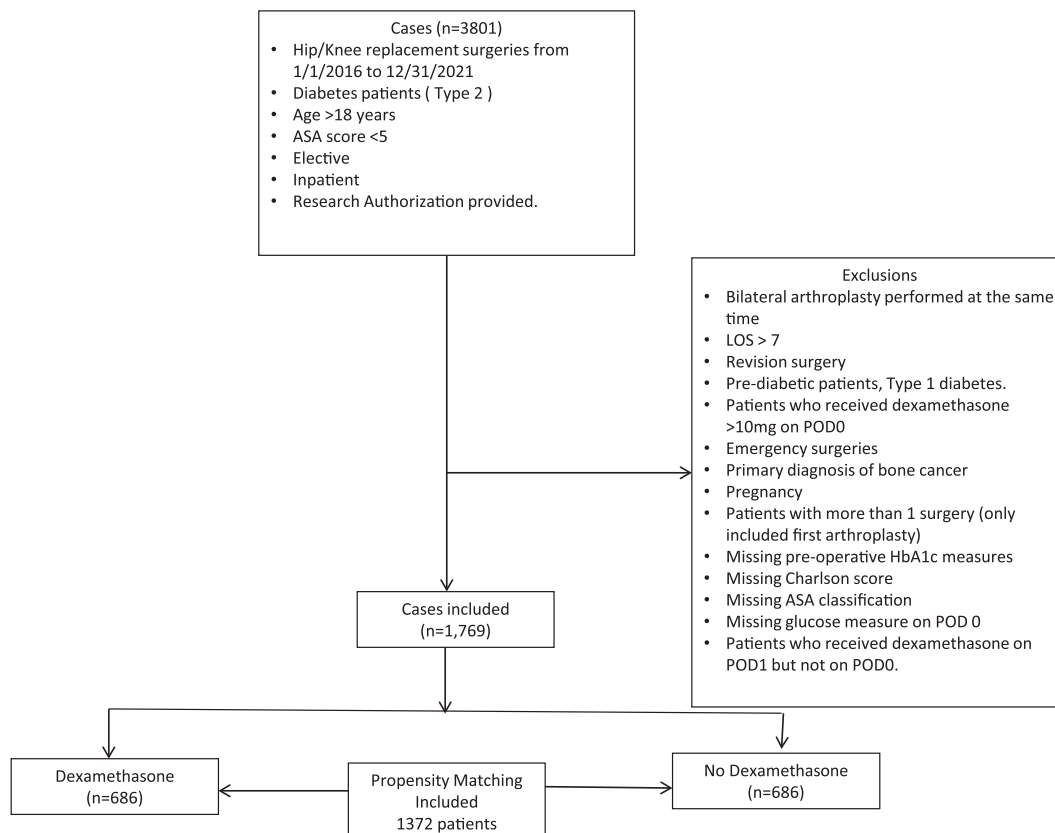 Cases (n=3801)
• Hip/Knee replacement surgeries from
1/1/2016 to 12/31/2021
• Diabetes patients ( Type 2 )
• Age >18 years
• ASA score <5
• Elective
• Inpatient
• Research Authorization provided.
Exclusions
• Bilateral arthroplasty performed at the same
time
• LOS > 7
• Revision surgery
• Pre-diabetic patients, Type 1 diabetes.
• Patients who received dexamethasone
>10mg on POD0
• Emergency surgeries
• Primary diagnosis of bone cancer
• Pregnancy
• Patients with more than 1 surgery (only
included first arthroplasty)
• Missing pre-operative HbA1c measures
• Missing Charlson score
• Missing ASA classification
• Missing glucose measure on POD 0
• Patients who received dexamethasone on
POD1 but not on POD0.
Cases included
(n=1,769)
Dexamethasone
(n=686)
Propensity Matching
Included
1372 patients
No Dexamethasone
(n=686)